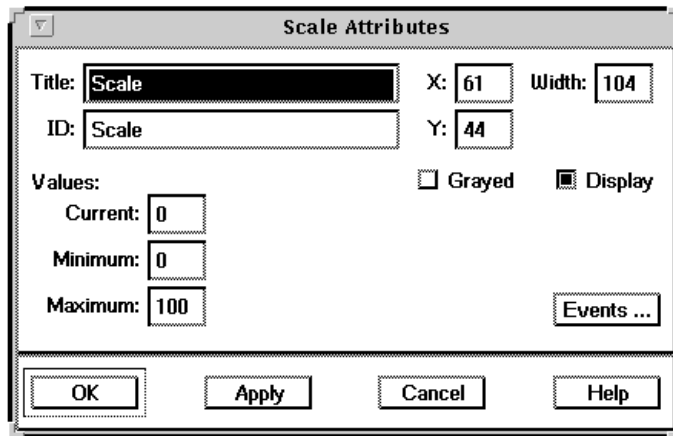 Scale Attributes
Title: Scale X: 61 Width: 104
ID: Scale Y: 44
Values: Grayed Display
Current: 0
Minimum: 0
Maximum: 100 Events ...
OK Apply Cancel Help